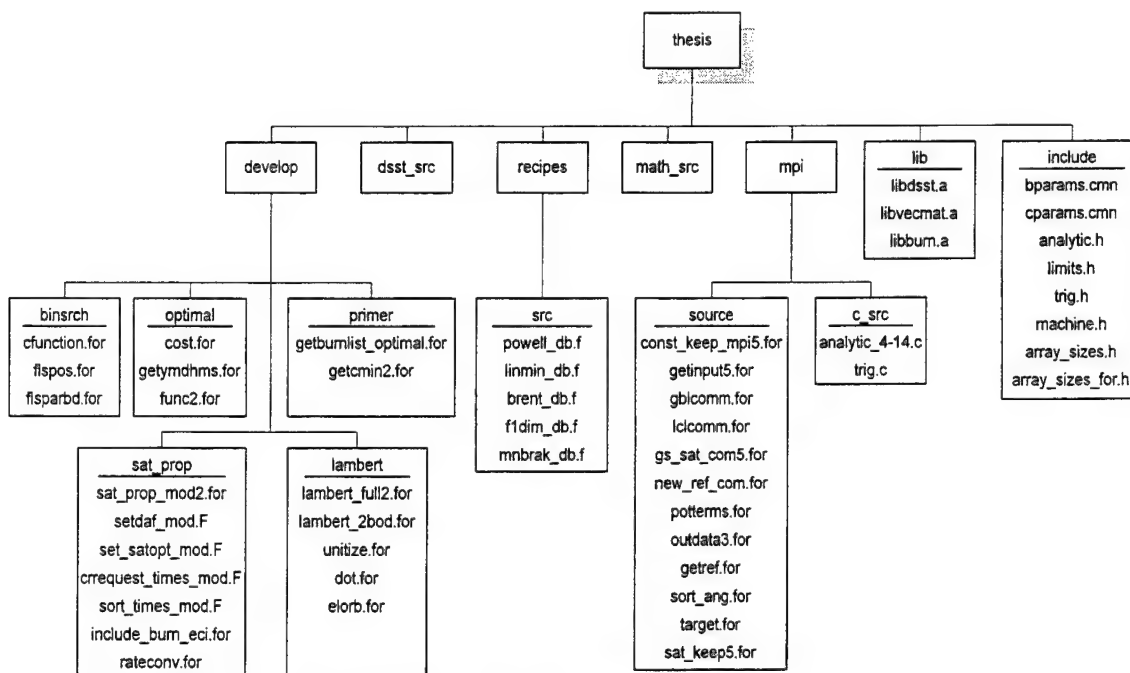 thesis
develop
dsst_src
recipes
math_src
mpi
lib
libdsst.a
libvecmat.a
libburn.a
include
bparams.cmn
cparams.cmn
analytic.h
limits.h
trig.h
machine.h
array_sizes.h
array_sizes_for.h
binsrch
cfunction.for
flspos.for
flsparbd.for
optimal
cost.for
getymdhms.for
func2.for
primer
getburnlist_optimal.for
getcmin2.for
src
powell_db.f
linmin_db.f
brent_db.f
f1dim_db.f
mnbrak_db.f
source
const_keep_mpi5.for
getinput5.for
gblcomm.for
lclcomm.for
gs_sat_com5.for
new_ref_com.for
potterms.for
outdata3.for
getref.for
sort_ang.for
target.for
sat_keep5.for
c_src
analytic_4-14.c
trig.c
sat_prop
sat_prop_mod2.for
setdaf_mod.F
set_satopt_mod.F
crrequest_times_mod.F
sort_times_mod.F
include_burn_eci.for
rateconv.for
lambert
lambert_full2.for
lambert_2bod.for
unitize.for
dot.for
elorb.for